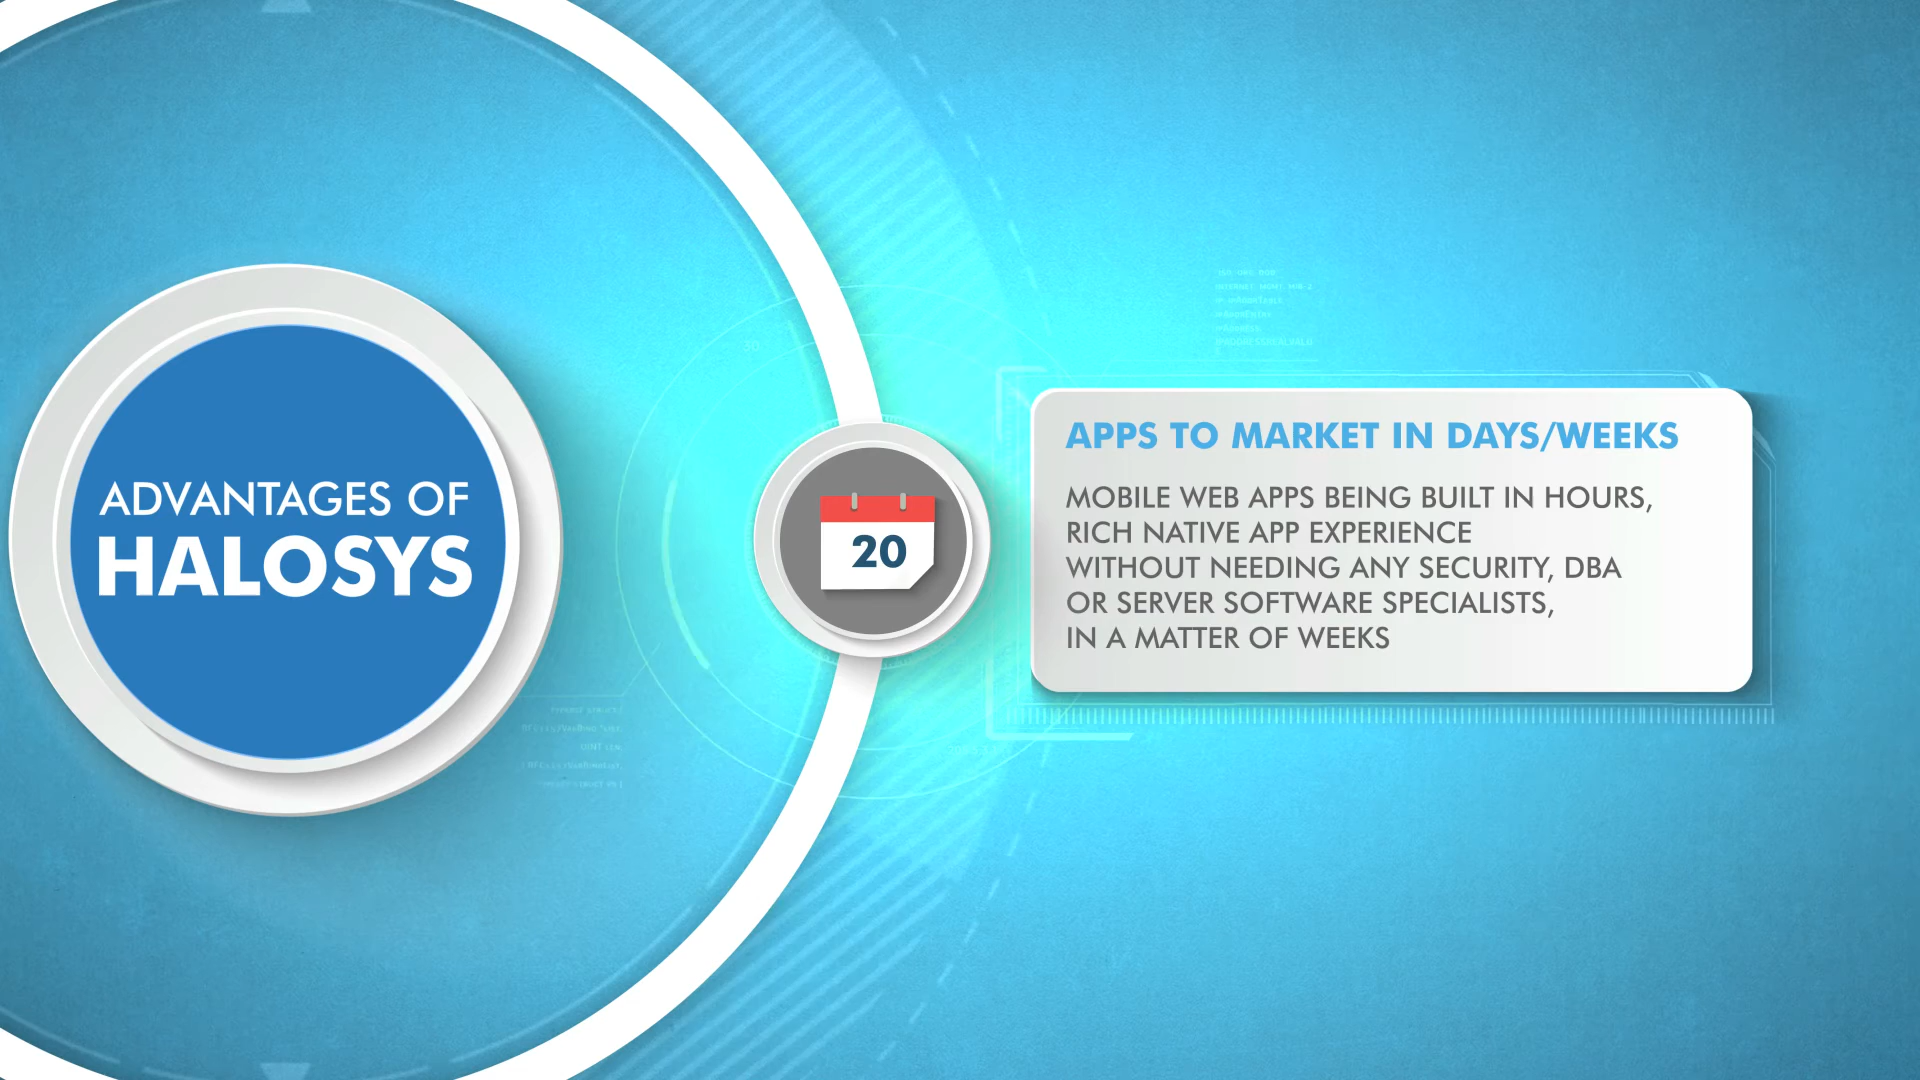 ADVANTAGES OF
HALOSYS
20
APPS TO MARKET IN DAYS/WEEKS
MOBILE WEB APPS BEING BUILT IN HOURS,
RICH NATIVE APP EXPERIENCE
WITHOUT NEEDING ANY SECURITY, DBA
OR SERVER SOFTWARE SPECIALISTS,
IN A MATTER OF WEEKS
30